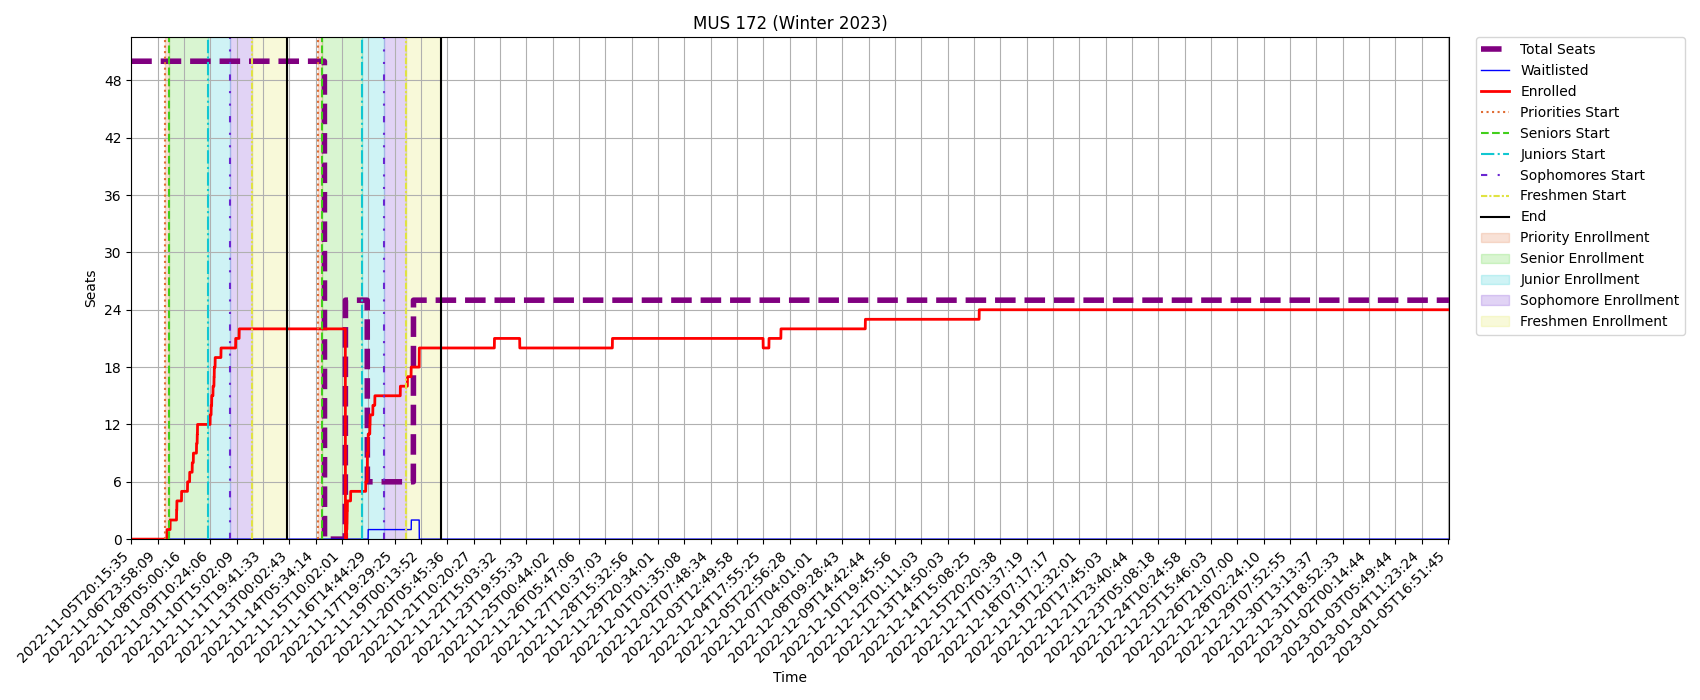 MUS 172 (Winter 2023)
Seats
48
42
36
30
24
18
12
6
0
2022-11-05T20:15:35
2022-11-06T23:58:09
2022-11-08T05:00:16
2022-11-09T10:24:06
2022-11-10T15:02:09
2022-11-11T19:41:33
2022-11-13T00:02:43
2022-11-14T05:34:14
2022-11-15T10:02:01
2022-11-16T14:44:29
2022-11-17T19:29:25
2022-11-19T00:13:52
2022-11-20T05:45:36
2022-11-21T10:20:27
2022-11-22T15:03:32
2022-11-23T19:55:33
2022-11-25T00:44:02
2022-11-26T05:47:06
2022-11-27T10:37:03
2022-11-28T15:32:56
2022-11-29T20:34:01
2022-12-01T01:35:08
2022-12-02T07:48:34
2022-12-03T12:49:58
2022-12-04T17:55:25
2022-12-05T22:56:28
2022-12-07T04:01:01
2022-12-08T09:28:43
2022-12-09T14:42:44
2022-12-10T19:45:56
2022-12-12T01:11:03
2022-12-13T14:50:03
2022-12-14T15:08:25
2022-12-15T20:20:38
2022-12-17T01:37:19
2022-12-18T07:17:17
2022-12-19T12:32:01
2022-12-20T17:45:03
2022-12-21T23:40:44
2022-12-23T05:08:18
2022-12-24T10:24:58
2022-12-25T15:46:03
2022-12-26T21:07:00
2022-12-28T02:24:10
2022-12-29T07:52:55
2022-12-30T13:13:37
2022-12-31T18:52:33
2023-01-02T00:14:44
2023-01-03T05:49:44
2023-01-04T11:23:24
2023-01-05T16:51:45
Time
Total Seats
Waitlisted
Enrolled
Priorities Start
Seniors Start
Juniors Start
Sophomores Start
Freshmen Start
End
Priority Enrollment
Senior Enrollment
Junior Enrollment
Sophomore Enrollment
Freshmen Enrollment